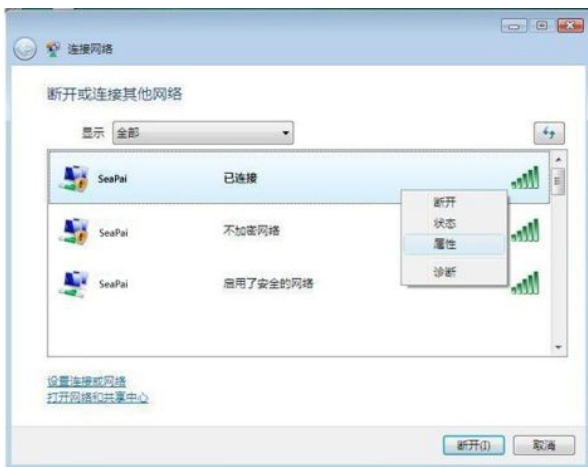 连接网络
断开或连接其他网络
显示 全部
SeaPai 已连接
断开
状态
属性
诊断
SeaPai 不加密网络
SeaPai 启用了安全的网络
设置连接或网络
打开网络和共享中心
断开(I) 取消